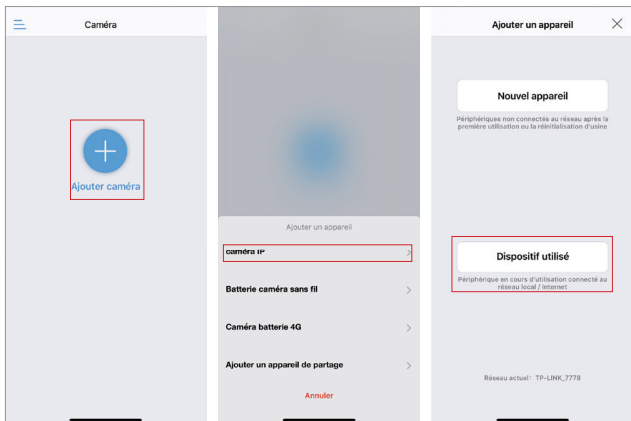 Caméra
Ajouter caméra
Ajouter un appareil
caméra IP
Batterie caméra sans fil
Caméra batterie 4G
Ajouter un appareil de partage
Annuler
Ajouter un appareil
Nouvel appareil
Périphériques non connectés au réseau après la
première utilisation ou la réinitialisation d'usine
Dispositif utilisé
Périphérique en cours d'utilisation connecté au
réseau local / Internet
Réseau actuel: TP-LINK_7778